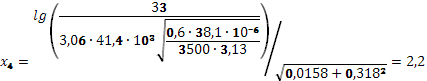 x₄ = lg(33 / (3,06 · 41,4 · 10³ √(0,6 · 38,1 · 10⁻⁶ / (3500 · 3,13)))) / √(0,0158 + 0,318²) = 2,2